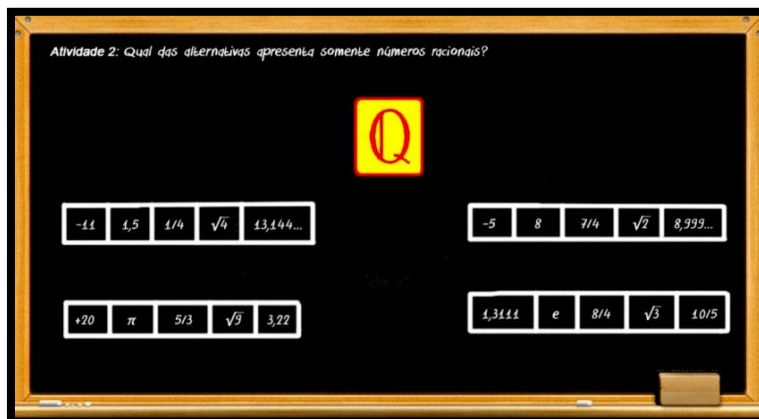 Atividade 2: Qual das alternativas apresenta somente números racionais?
ℚ
-11 1,5 1/4 √4 13,144...
-5 8 7/4 √2 8,999...
+20 π 5/3 √9 3,22
1,3111 e 8/4 √3 10/5